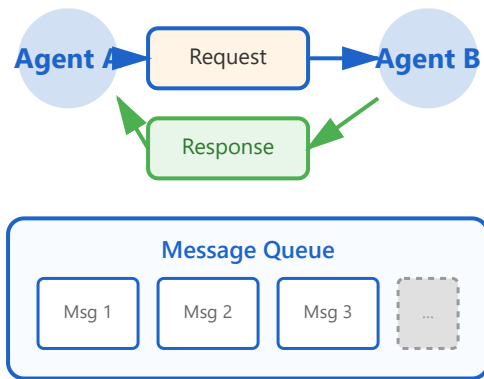 Agent A
Request
Agent B
Response
Message Queue
Msg 1
Msg 2
Msg 3
...